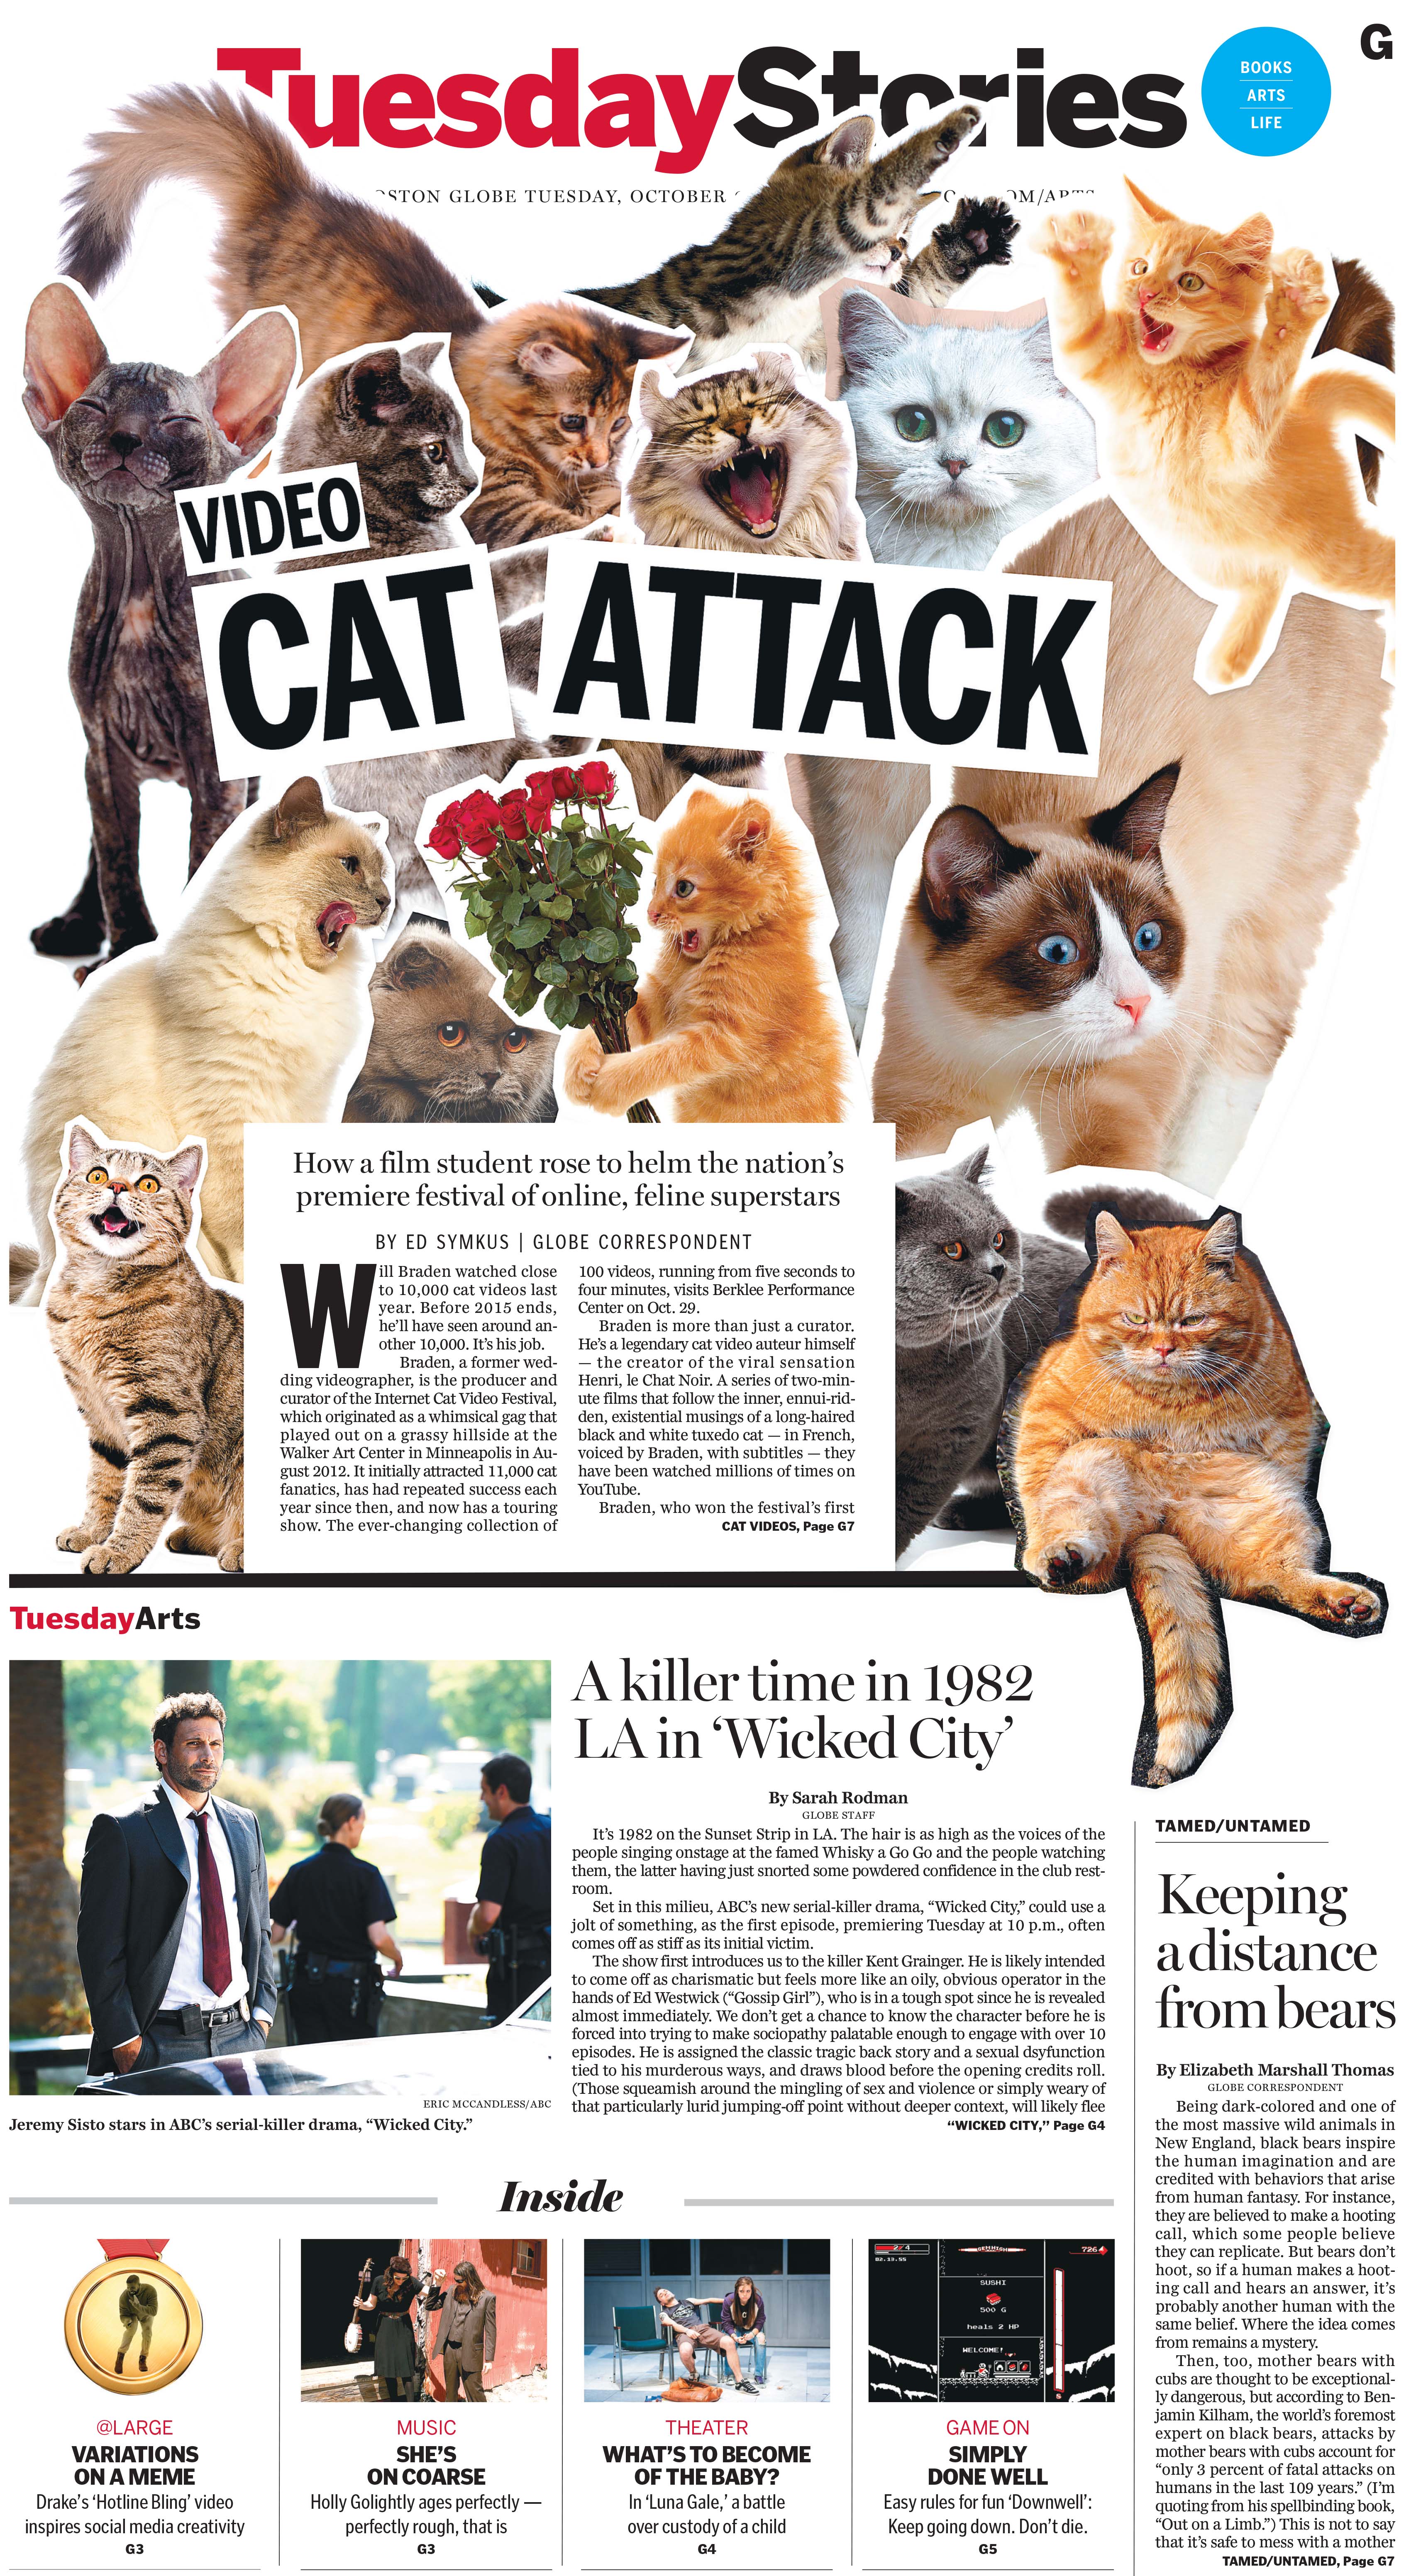 G
TuesdayStories
BOOKS
ARTS
LIFE
OSTON GLOBE TUESDAY, OCTOBER
OM/ARTS
VIDEO
CAT ATTACK
How a film student rose to helm the nation’s
premiere festival of online, feline superstars
BY ED SYMKUS | GLOBE CORRESPONDENT
Will Braden watched close
to 10,000 cat videos last
year. Before 2015 ends,
he’ll have seen around an-
other 10,000. It’s his job.
Braden, a former wed-
ding videographer, is the producer and
curator of the Internet Cat Video Festival,
which originated as a whimsical gag that
played out on a grassy hillside at the
Walker Art Center in Minneapolis in Au-
gust 2012. It initially attracted 11,000 cat
fanatics, has had repeated success each
year since then, and now has a touring
show. The ever-changing collection of
100 videos, running from five seconds to
four minutes, visits Berklee Performance
Center on Oct. 29.
Braden is more than just a curator.
He’s a legendary cat video auteur himself
— the creator of the viral sensation
Henri, le Chat Noir. A series of two-min-
ute films that follow the inner, ennui-rid-
den, existential musings of a long-haired
black and white tuxedo cat — in French,
voiced by Braden, with subtitles — they
have been watched millions of times on
YouTube.
Braden, who won the festival’s first
CAT VIDEOS, Page G7
TuesdayArts
ERIC MCCANDLESS/ABC
Jeremy Sisto stars in ABC’s serial-killer drama, “Wicked City.”
A killer time in 1982
LA in ‘Wicked City’
By Sarah Rodman
GLOBE STAFF
It’s 1982 on the Sunset Strip in LA. The hair is as high as the voices of the
people singing onstage at the famed Whisky a Go Go and the people watching
them, the latter having just snorted some powdered confidence in the club rest-
room.
Set in this milieu, ABC’s new serial-killer drama, “Wicked City,” could use a
jolt of something, as the first episode, premiering Tuesday at 10 p.m., often
comes off as stiff as its initial victim.
The show first introduces us to the killer Kent Grainger. He is likely intended
to come off as charismatic but feels more like an oily, obvious operator in the
hands of Ed Westwick (“Gossip Girl”), who is in a tough spot since he is revealed
almost immediately. We don’t get a chance to know the character before he is
forced into trying to make sociopathy palatable enough to engage with over 10
episodes. He is assigned the classic tragic back story and a sexual dsyfunction
tied to his murderous ways, and draws blood before the opening credits roll.
(Those squeamish around the mingling of sex and violence or simply weary of
that particularly lurid jumping-off point without deeper context, will likely flee
“WICKED CITY,” Page G4
TAMED/UNTAMED
Keeping
a distance
from bears
By Elizabeth Marshall Thomas
GLOBE CORRESPONDENT
Being dark-colored and one of
the most massive wild animals in
New England, black bears inspire
the human imagination and are
credited with behaviors that arise
from human fantasy. For instance,
they are believed to make a hooting
call, which some people believe
they can replicate. But bears don’t
hoot, so if a human makes a hoot-
ing call and hears an answer, it’s
probably another human with the
same belief. Where the idea comes
from remains a mystery.
Then, too, mother bears with
cubs are thought to be exceptional-
ly dangerous, but according to Ben-
jamin Kilham, the world’s foremost
expert on black bears, attacks by
mother bears with cubs account for
“only 3 percent of fatal attacks on
humans in the last 109 years.” (I’m
quoting from his spellbinding book,
“Out on a Limb.”) This is not to say
that it’s safe to mess with a mother
TAMED/UNTAMED, Page G7
Inside
@LARGE
VARIATIONS
ON A MEME
Drake’s ‘Hotline Bling’ video
inspires social media creativity
G3
MUSIC
SHE’S
ON COARSE
Holly Golightly ages perfectly —
perfectly rough, that is
G3
THEATER
WHAT’S TO BECOME
OF THE BABY?
In ‘Luna Gale,’ a battle
over custody of a child
G4
2/4
726
02.19.55
SUSHI
500 G
heals 2 HP
WELCOME!
GAME ON
SIMPLY
DONE WELL
Easy rules for fun ‘Downwell’:
Keep going down. Don’t die.
G5